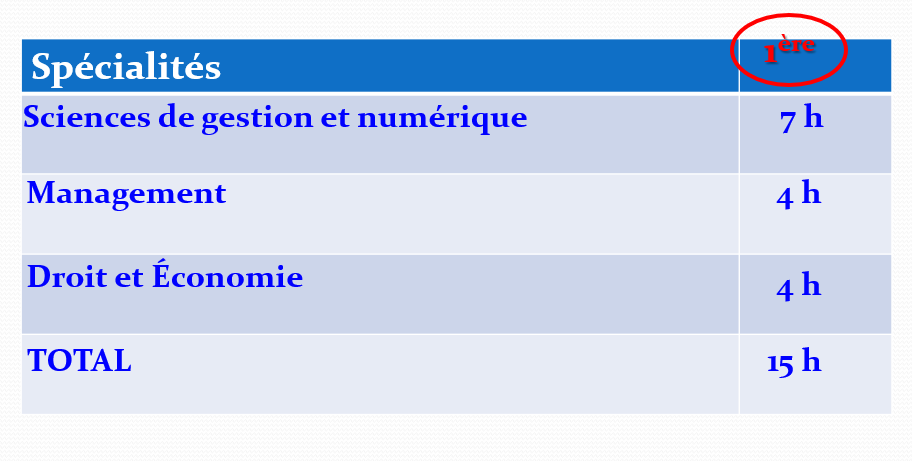 Spécialités 1ère
Sciences de gestion et numérique 7 h
Management 4 h
Droit et Économie 4 h
TOTAL 15 h